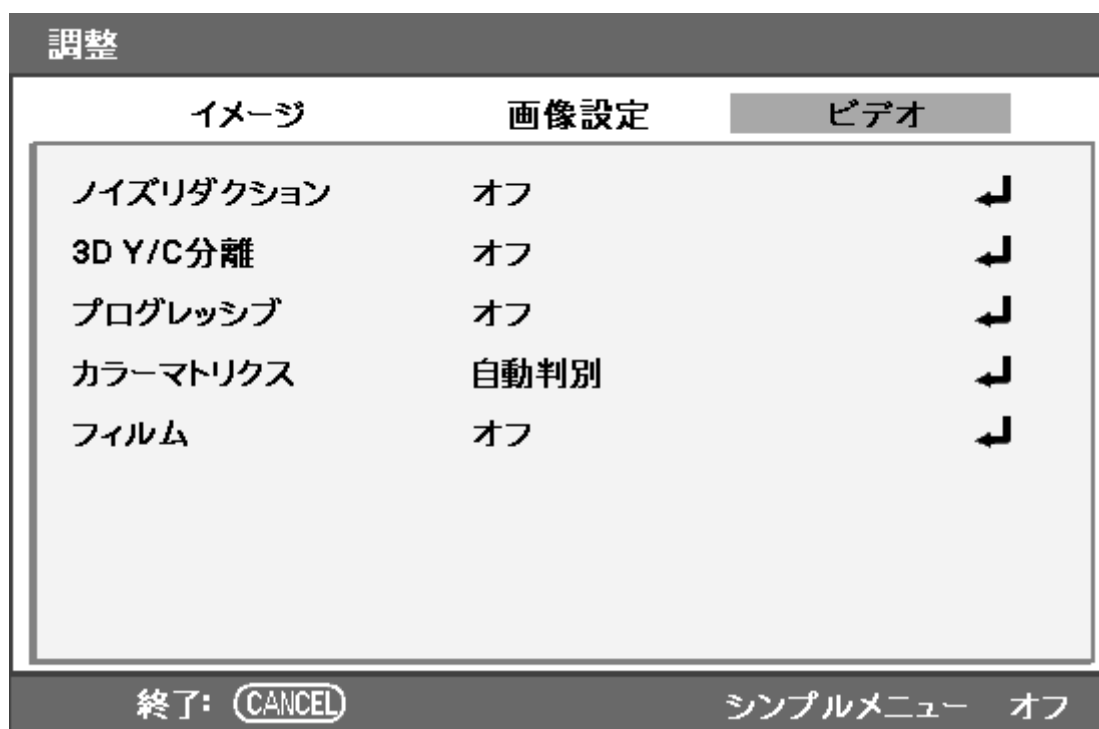 調整
イメージ 画像設定 ビデオ
ノイズリダクション オフ
3D Y/C分離 オフ
プログレッシブ オフ
カラーマトリクス 自動判別
フィルム オフ
終了: CANCEL シンプルメニュー オフ